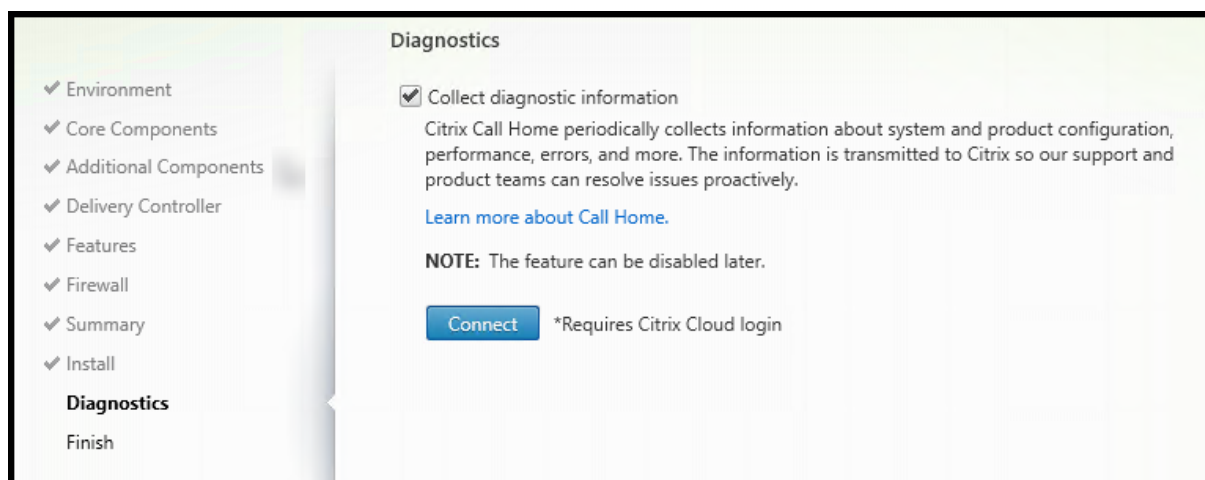 Diagnostics
Environment
Core Components
Additional Components
Delivery Controller
Features
Firewall
Summary
Install
Diagnostics
Finish
Collect diagnostic information
Citrix Call Home periodically collects information about system and product configuration,
performance, errors, and more. The information is transmitted to Citrix so our support and
product teams can resolve issues proactively.
Learn more about Call Home.
NOTE: The feature can be disabled later.
Connect *Requires Citrix Cloud login